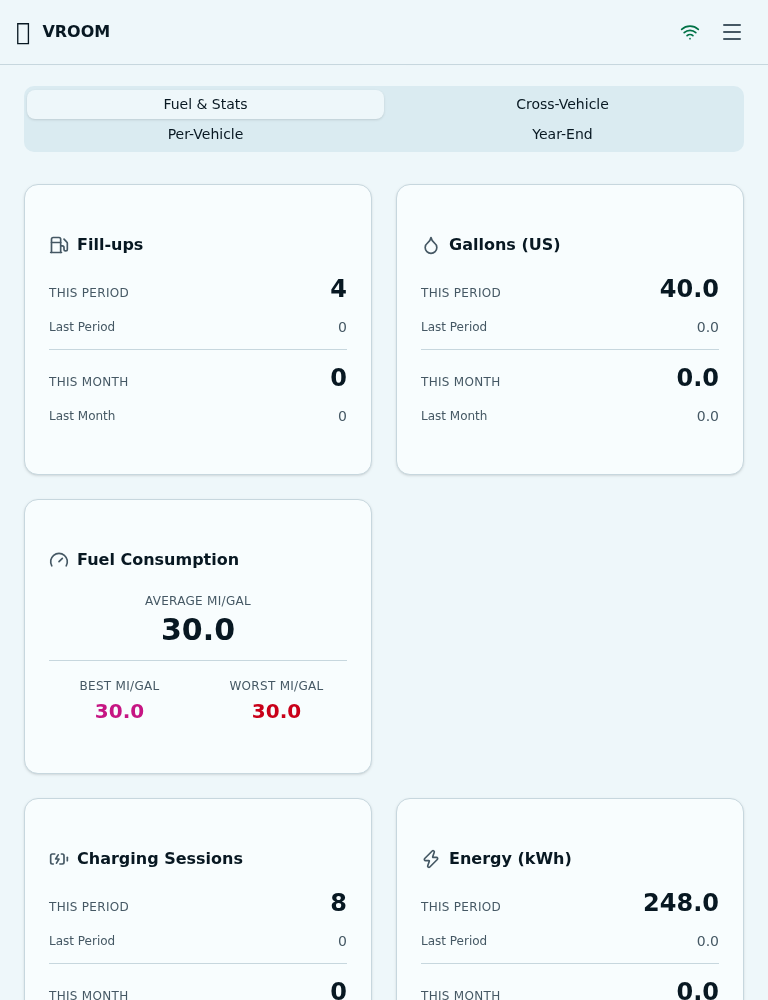 VROOM
Fuel & Stats
Cross-Vehicle
Per-Vehicle
Year-End
Fill-ups
THIS PERIOD 4
Last Period 0
THIS MONTH 0
Last Month 0
Gallons (US)
THIS PERIOD 40.0
Last Period 0.0
THIS MONTH 0.0
Last Month 0.0
Fuel Consumption
AVERAGE MI/GAL
30.0
BEST MI/GAL
30.0
WORST MI/GAL
30.0
Charging Sessions
THIS PERIOD 8
Last Period 0
THIS MONTH 0
Energy (kWh)
THIS PERIOD 248.0
Last Period 0.0
THIS MONTH 0.0